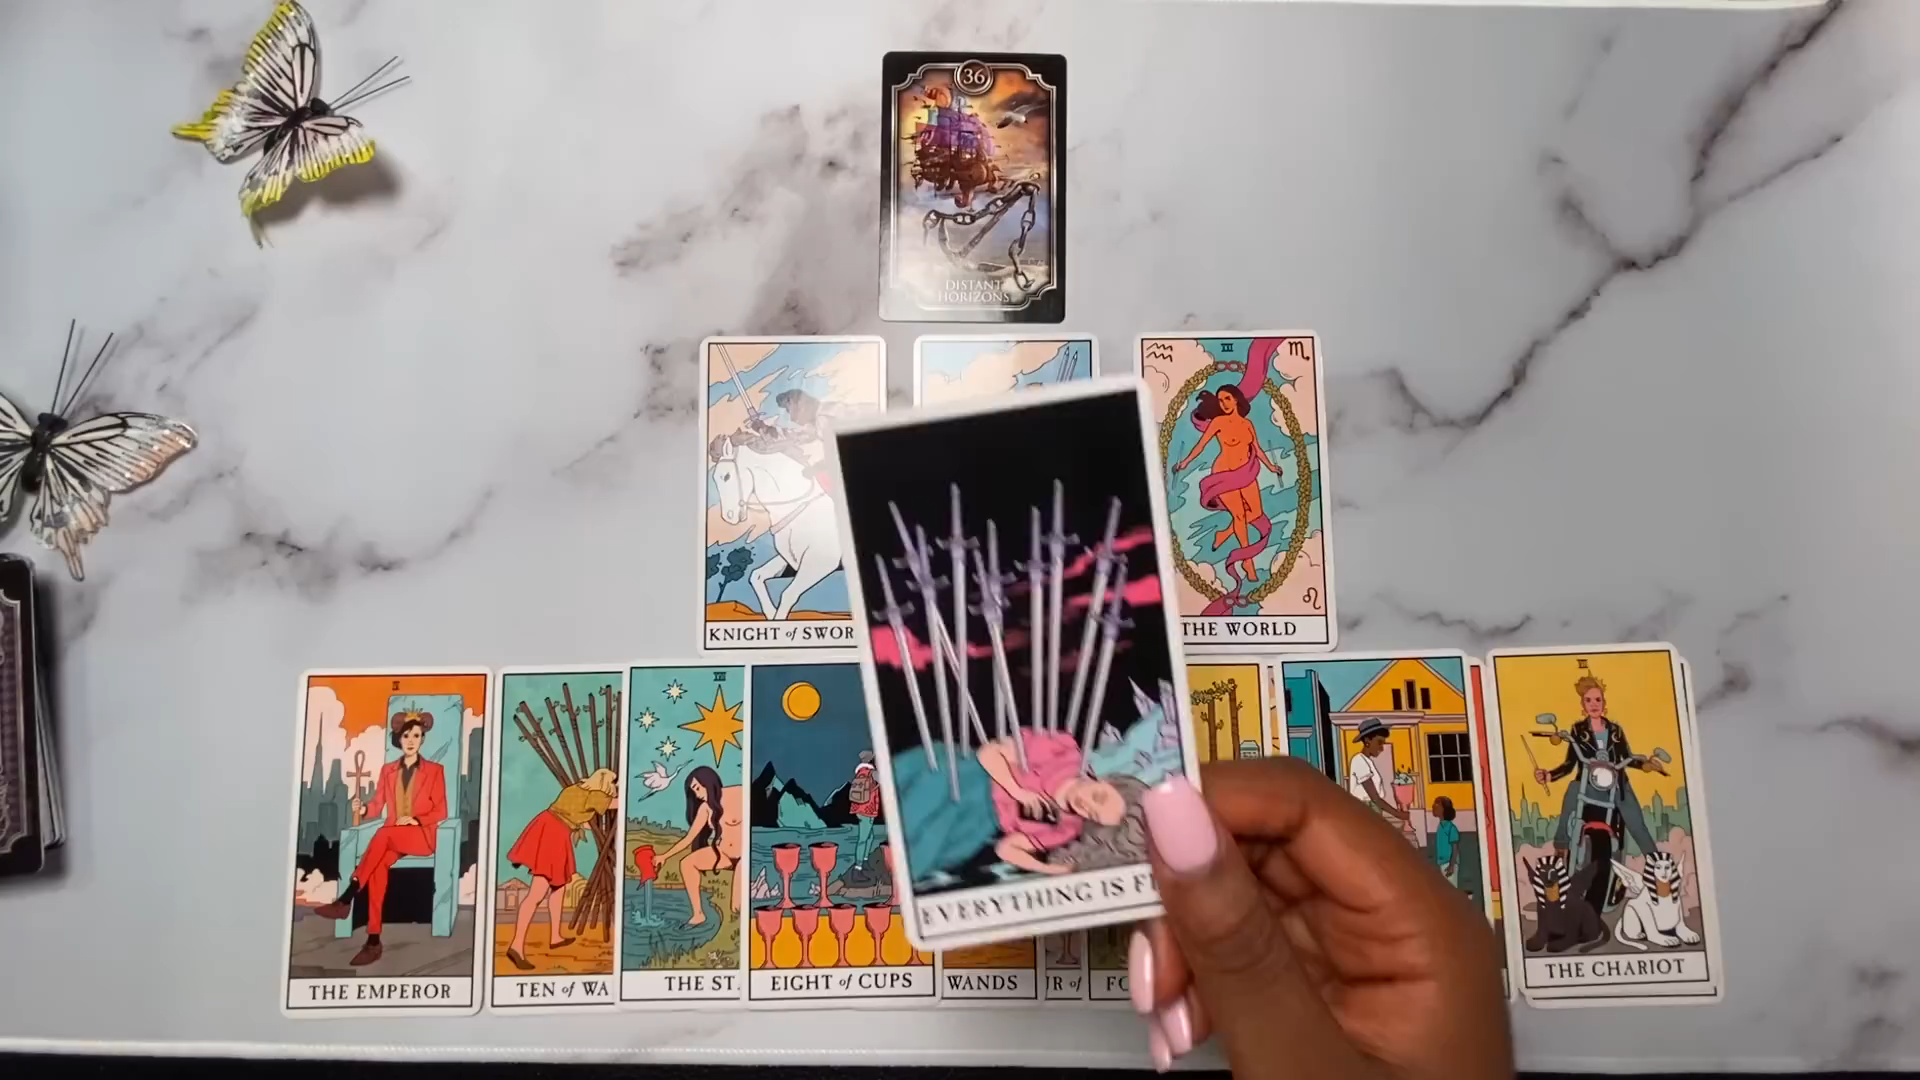 36
DISTANT
HORIZONS
KNIGHT of SWOR
THE WORLD
EVERYTHING IS
THE EMPEROR
TEN of WA
THE ST
EIGHT of CUPS
WANDS
of
THE CHARIOT